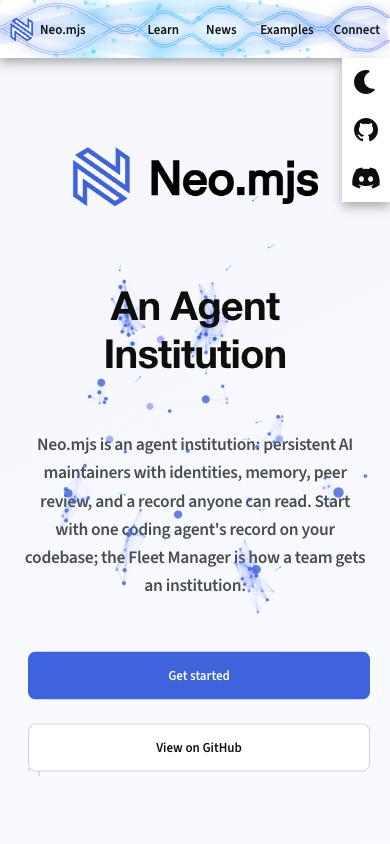 Neo.mjs
Learn
News
Examples
Connect
Neo.mjs
An Agent
Institution
Neo.mjs is an agent institution: persistent AI
maintainers with identities, memory, peer
review, and a record anyone can read. Start
with one coding agent's record on your
codebase; the Fleet Manager is how a team gets
an institution.
Get started
View on GitHub